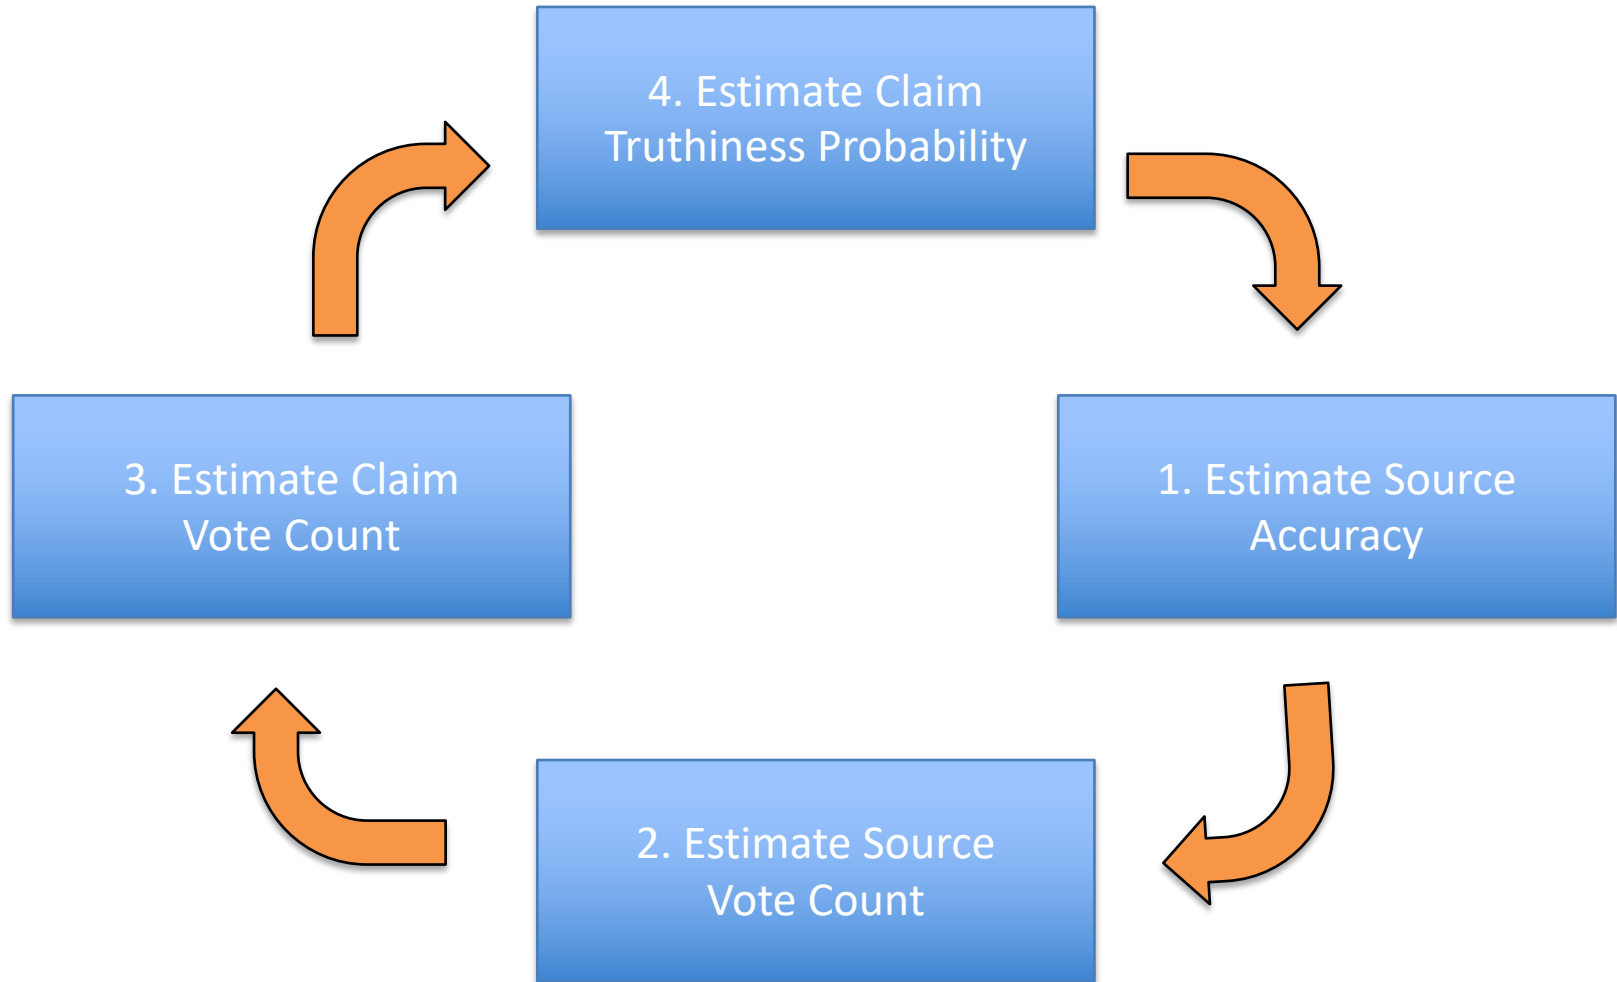 4. Estimate Claim
Truthiness Probability
3. Estimate Claim
Vote Count
1. Estimate Source
Accuracy
2. Estimate Source
Vote Count